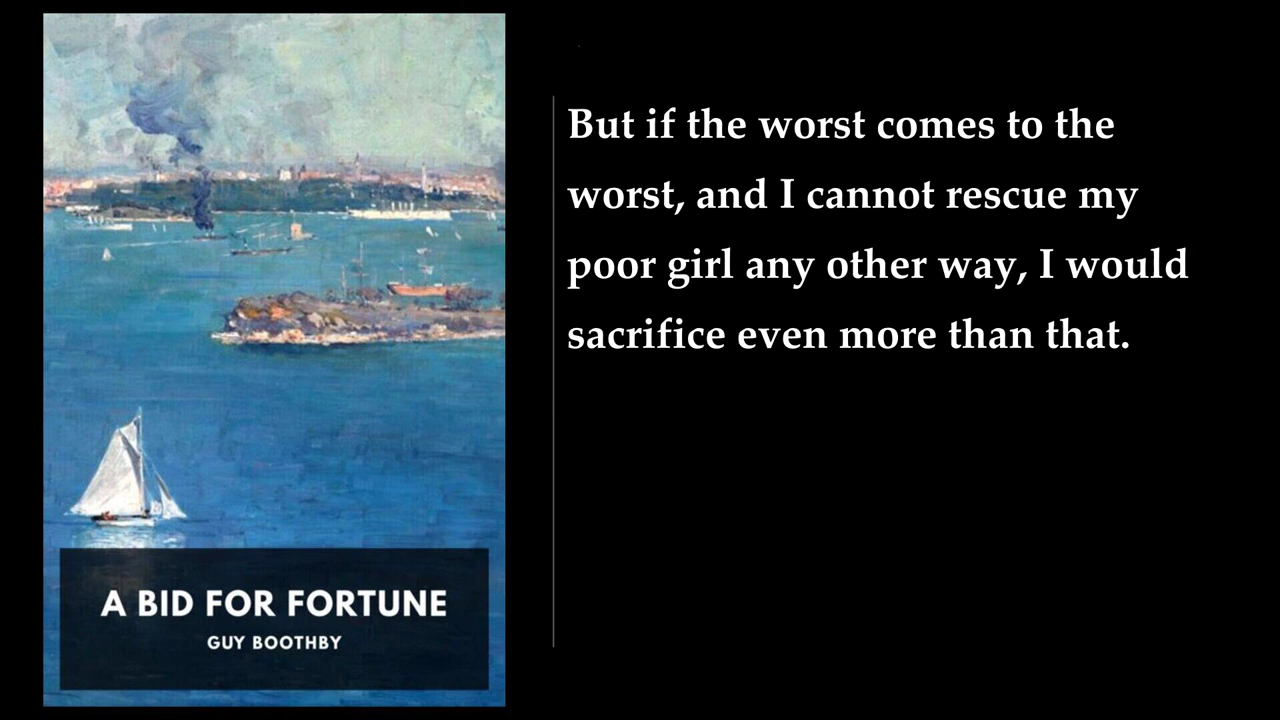 But if the worst comes to the
worst, and I cannot rescue my
poor girl any other way, I would
sacrifice even more than that.
A BID FOR FORTUNE
GUY BOOTHBY